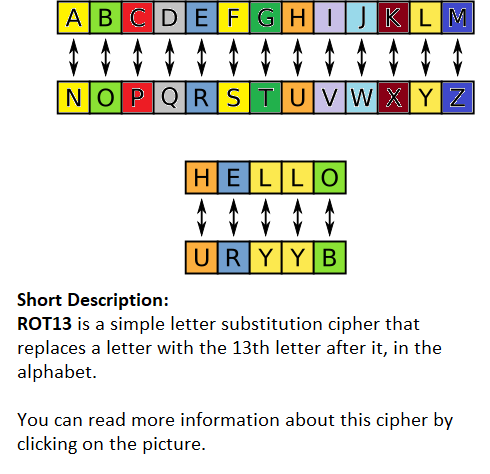 A B C D E F G H I J K L M
N O P Q R S T U V W X Y Z
H E L L O
U R Y Y B
Short Description:
ROT13 is a simple letter substitution cipher that
replaces a letter with the 13th letter after it, in the
alphabet.
You can read more information about this cipher by
clicking on the picture.